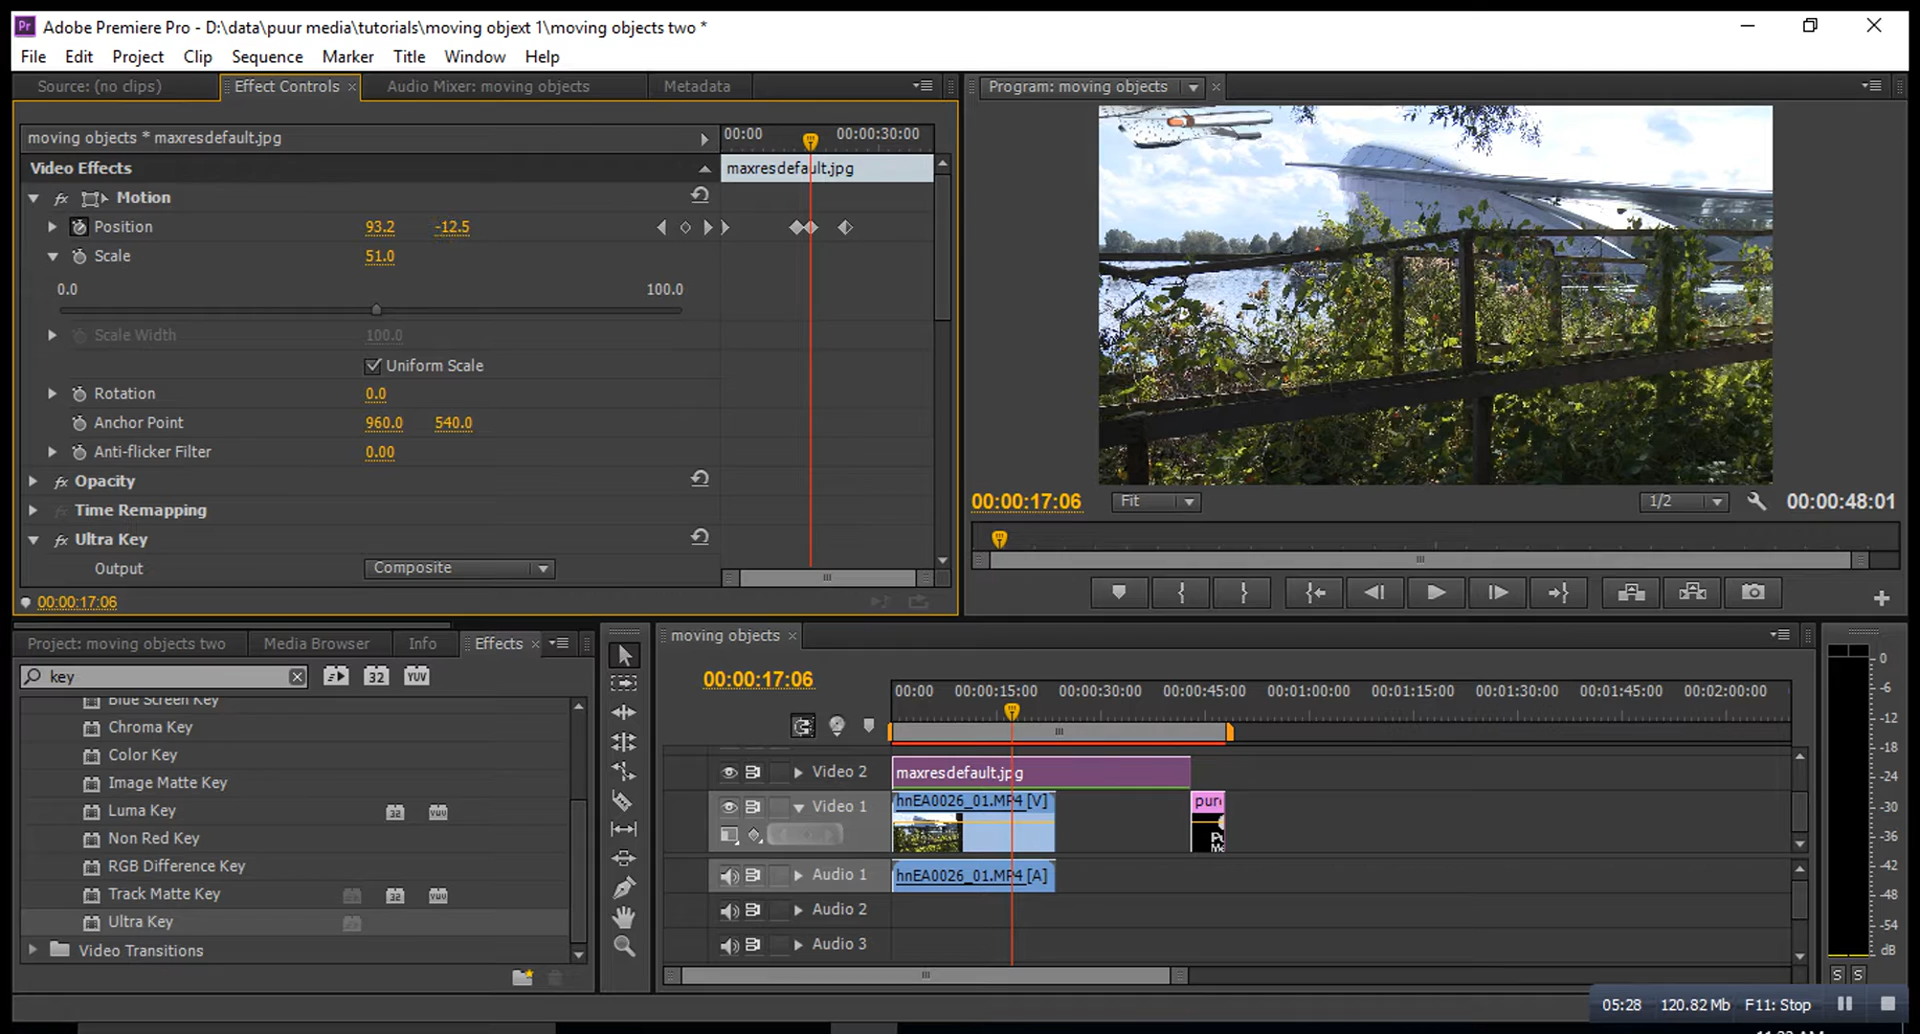 Pr Adobe Premiere Pro - D:\data\puur media\tutorials\moving objext 1\moving objects two *
File Edit Project Clip Sequence Marker Title Window Help
Source: (no clips) Effect Controls Audio Mixer: moving objects Metadata
Program: moving objects
moving objects * maxresdefault.jpg
00:00 00:00:30:00
Video Effects
maxresdefault.jpg
fx Motion
Position 93.2 -12.5
Scale 51.0
0.0 100.0
Scale Width 100.0
Uniform Scale
Rotation 0.0
Anchor Point 960.0 540.0
Anti-flicker Filter 0.00
fx Opacity
fx Time Remapping
fx Ultra Key
Output Composite
00:00:17:06
00:00:17:06 Fit 1/2 00:00:48:01
Project: moving objects two Media Browser Info Effects
key 32 YUV
Blue Screen Key
Chroma Key
Color Key
Image Matte Key
Luma Key 32 YUV
Non Red Key
RGB Difference Key
Track Matte Key 32 YUV
Ultra Key
Video Transitions
moving objects
00:00:17:06
00:00 00:00:15:00 00:00:30:00 00:00:45:00 00:01:00:00 00:01:15:00 00:01:30:00 00:01:45:00 00:02:00:00
Video 2 maxresdefault.jpg
Video 1 hnEA0026_01.MP4 [V]
Audio 1 hnEA0026_01.MP4 [A]
Audio 2
Audio 3
0
-6
-12
-18
-24
-30
-36
-42
-48
-54
dB
S S
05:28 120.82 Mb F11: Stop